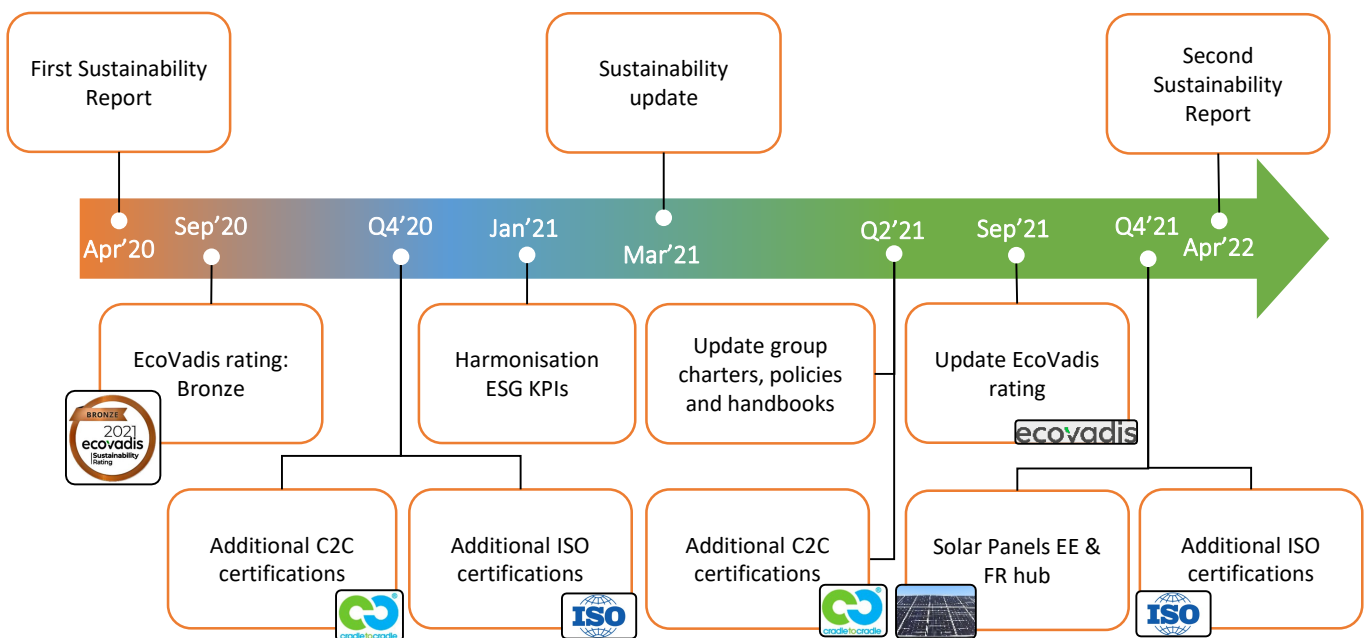 First Sustainability
Report
Sustainability
update
Second
Sustainability
Report
Apr'20
Sep'20
Q4'20
Jan'21
Mar'21
Q2'21
Sep'21
Q4'21
Apr'22
EcoVadis rating:
Bronze
BRONZE
2021
ecovadis
Sustainability
Rating
Harmonisation
ESG KPIs
Update group
charters, policies
and handbooks
Update EcoVadis
rating
ecovadis
Additional C2C
certifications
cradletocradle
Additional ISO
certifications
ISO
Additional C2C
certifications
cradletocradle
Solar Panels EE &
FR hub
Additional ISO
certifications
ISO